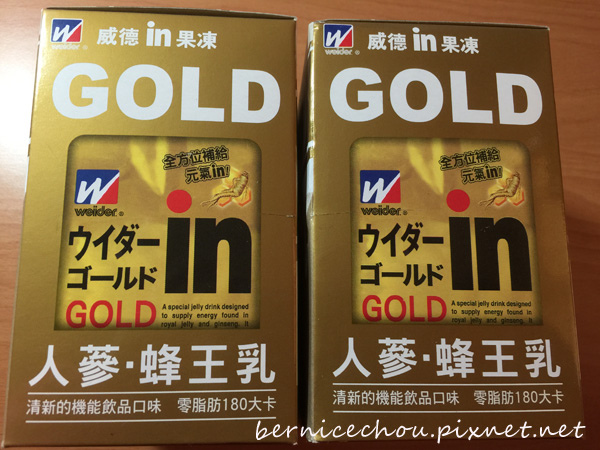 weider®
威德in果凍
GOLD
全方位補給
元氣in!
weider®
ウイダー
ゴールド
in
GOLD
A special jelly drink designed
to supply energy found in
royal jelly and ginseng. It
人蔘·蜂王乳
清新的機能飲品口味 零脂肪180大卡
weider®
威德in果凍
GOLD
全方位補給
元氣in!
weider®
ウイダー
ゴールド
in
GOLD
A special jelly drink designed
to supply energy found in
royal jelly and ginseng. It
人蔘·蜂王乳
清新的機能飲品口味 零脂肪180大卡
bernicechou.pixnet.net